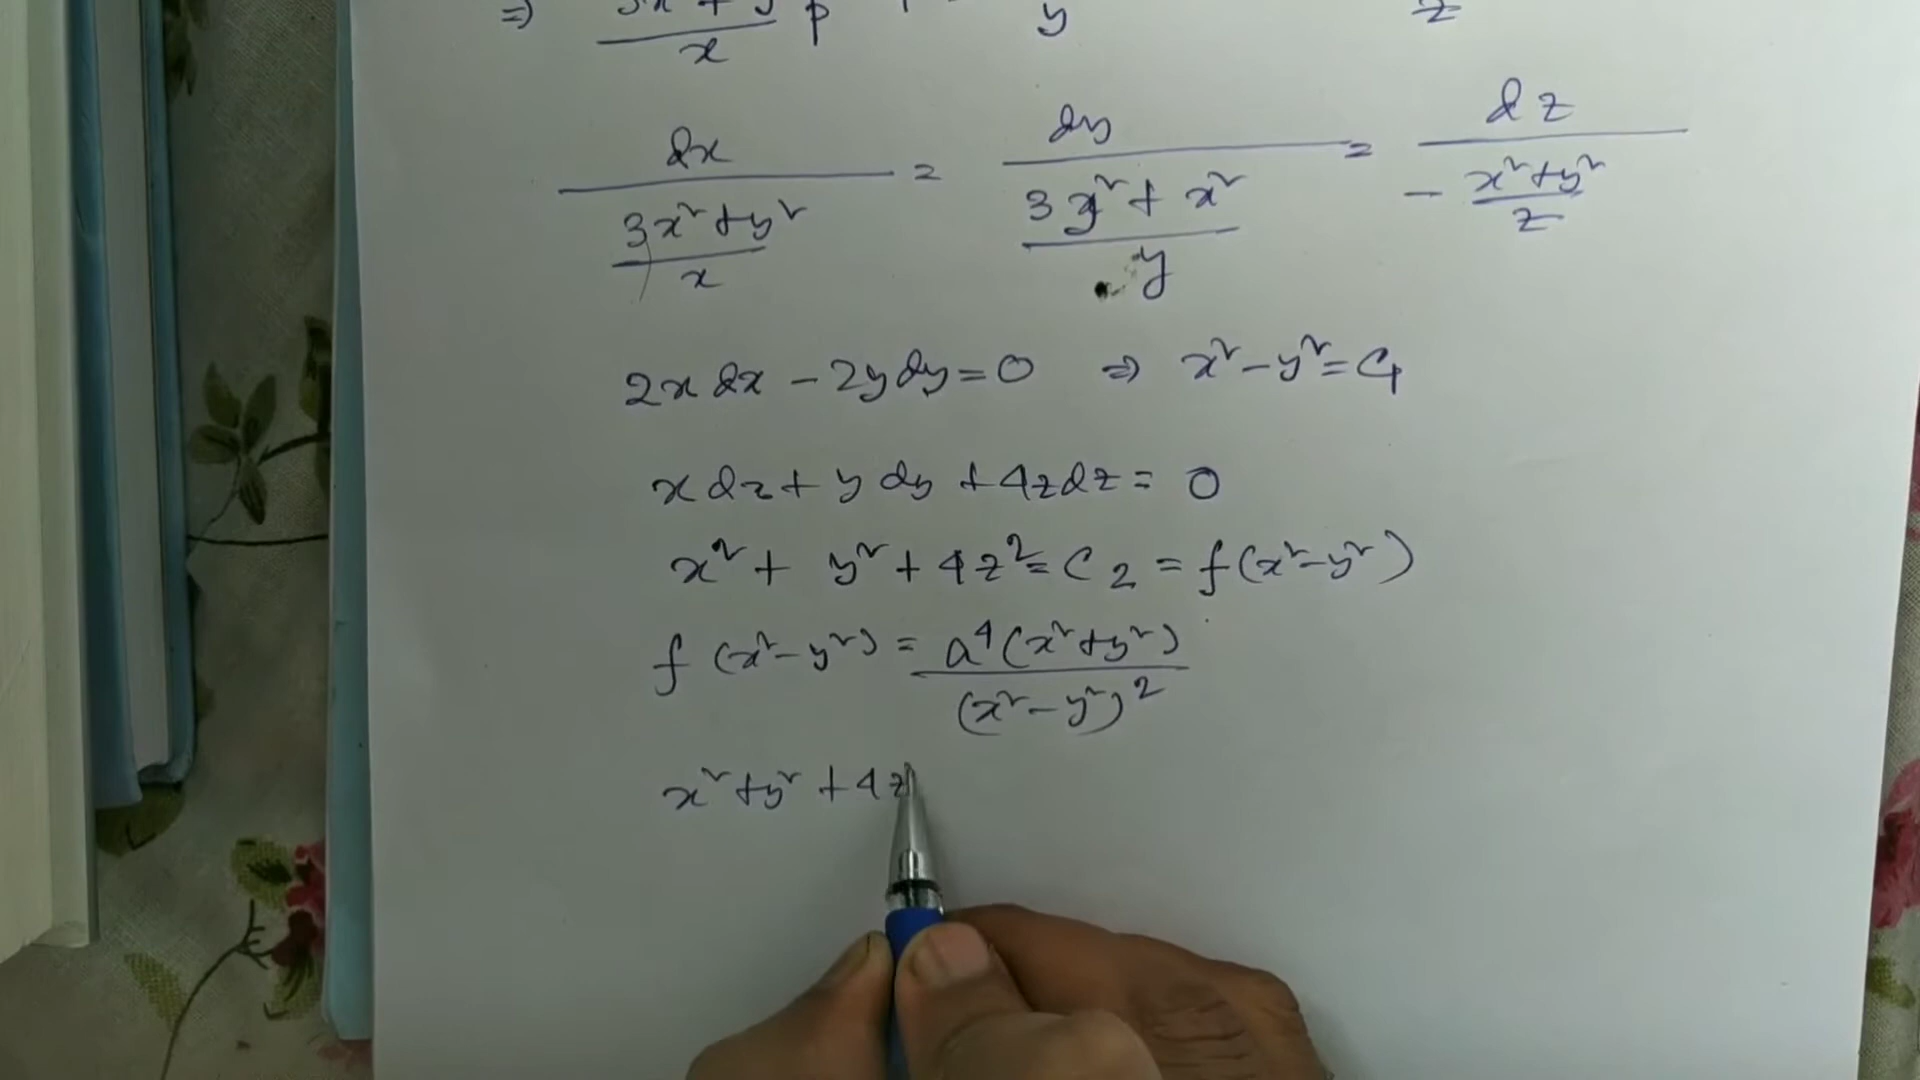 ⇒ 3x² + y² / x p + / y / z
dx / ((3x² + y²)/x) = dy / ((3y² + x²)/y) = dz / (-(x² + y²)/z)
2x dx - 2y dy = 0 ⇒ x² - y² = C₁
x dx + y dy + 4z dz = 0
x² + y² + 4z² = C₂ = f(x² - y²)
f(x² - y²) = a⁴(x² + y²) / (x² - y²)²
x² + y² + 4z